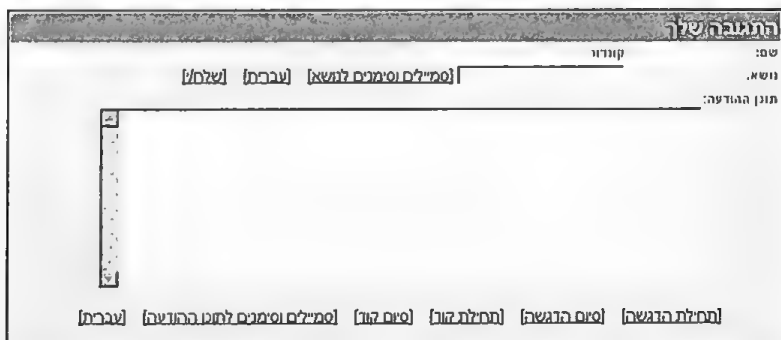 התגובה שלך
שם: קונדור
נושא. [סמיילים וסימנים לנושא] [עברית] [שלח/י]
תוכן ההודעה:
[תחילת הדגשה] [סיום הדגשה] [תחילת קוד] [סיום קוד] [סמיילים וסימנים לתוכן ההודעה] [עברית]